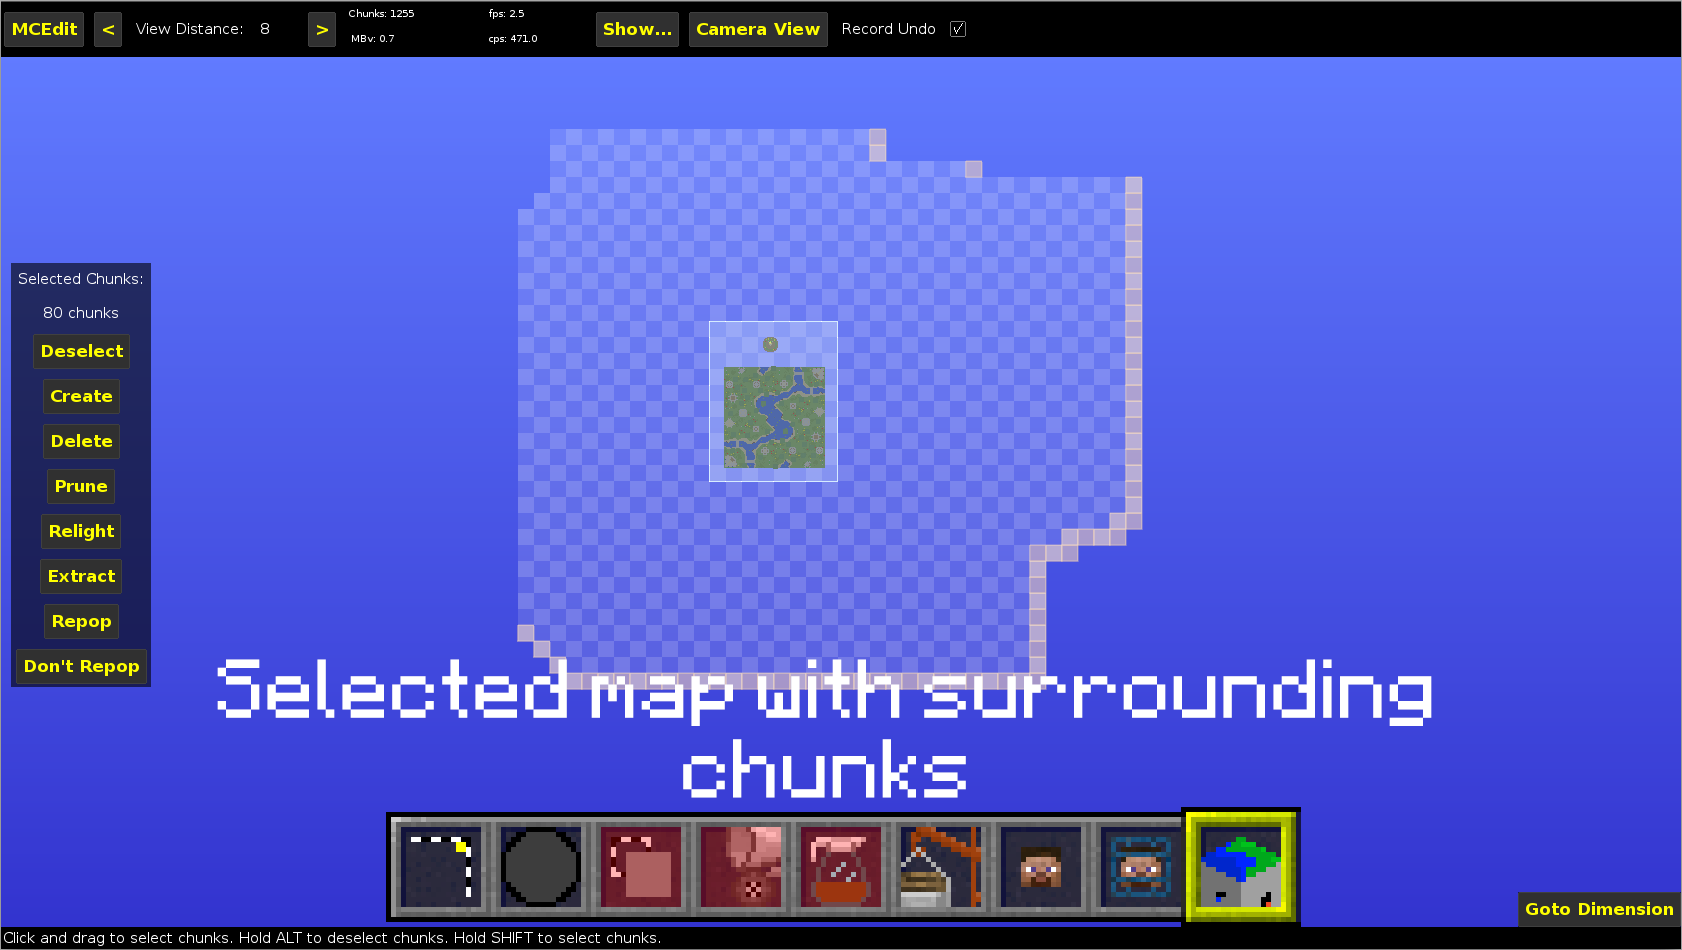 MCEdit < View Distance: 8 > Chunks: 1255 fps: 2.5 Show... Camera View Record Undo
MBv: 0.7 cps: 471.0
Selected Chunks:
80 chunks
Deselect
Create
Delete
Prune
Relight
Extract
Repop
Don't Repop
Selected map with surrounding
chunks
Goto Dimension
Click and drag to select chunks. Hold ALT to deselect chunks. Hold SHIFT to select chunks.